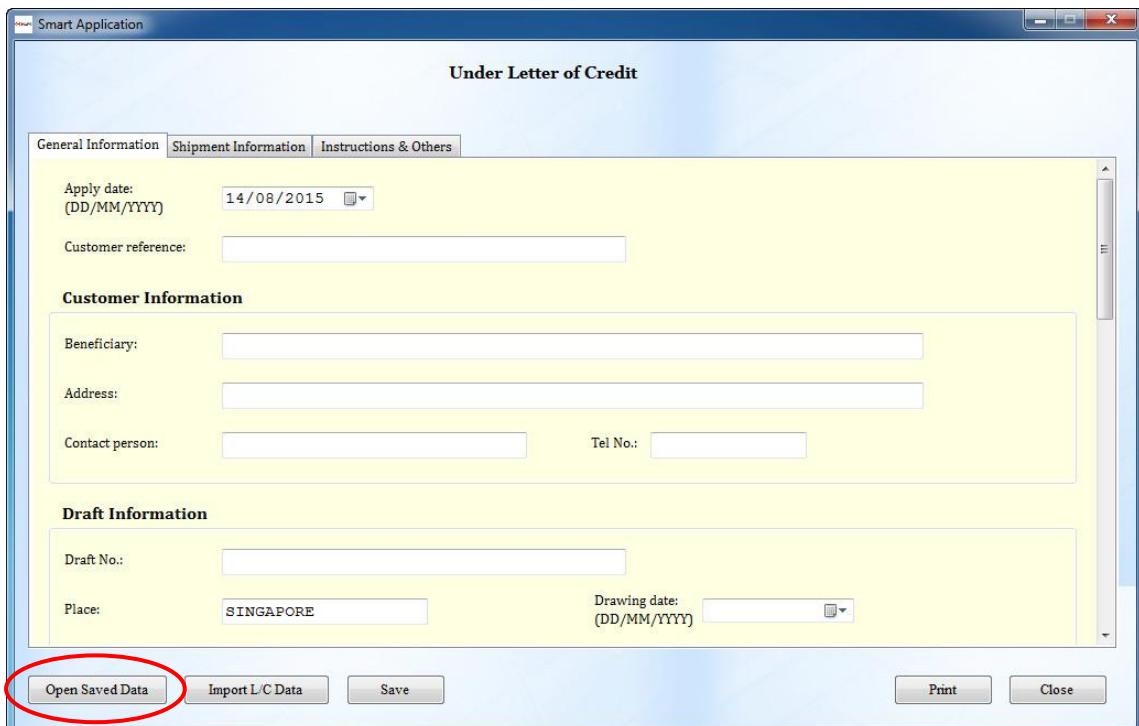 Smart Application
Under Letter of Credit
General Information Shipment Information Instructions & Others
Apply date:
(DD/MM/YYYY)
14/08/2015
Customer reference:
Customer Information
Beneficiary:
Address:
Contact person: Tel No.:
Draft Information
Draft No.:
Place: SINGAPORE
Drawing date:
(DD/MM/YYYY)
Open Saved Data Import L/C Data Save Print Close